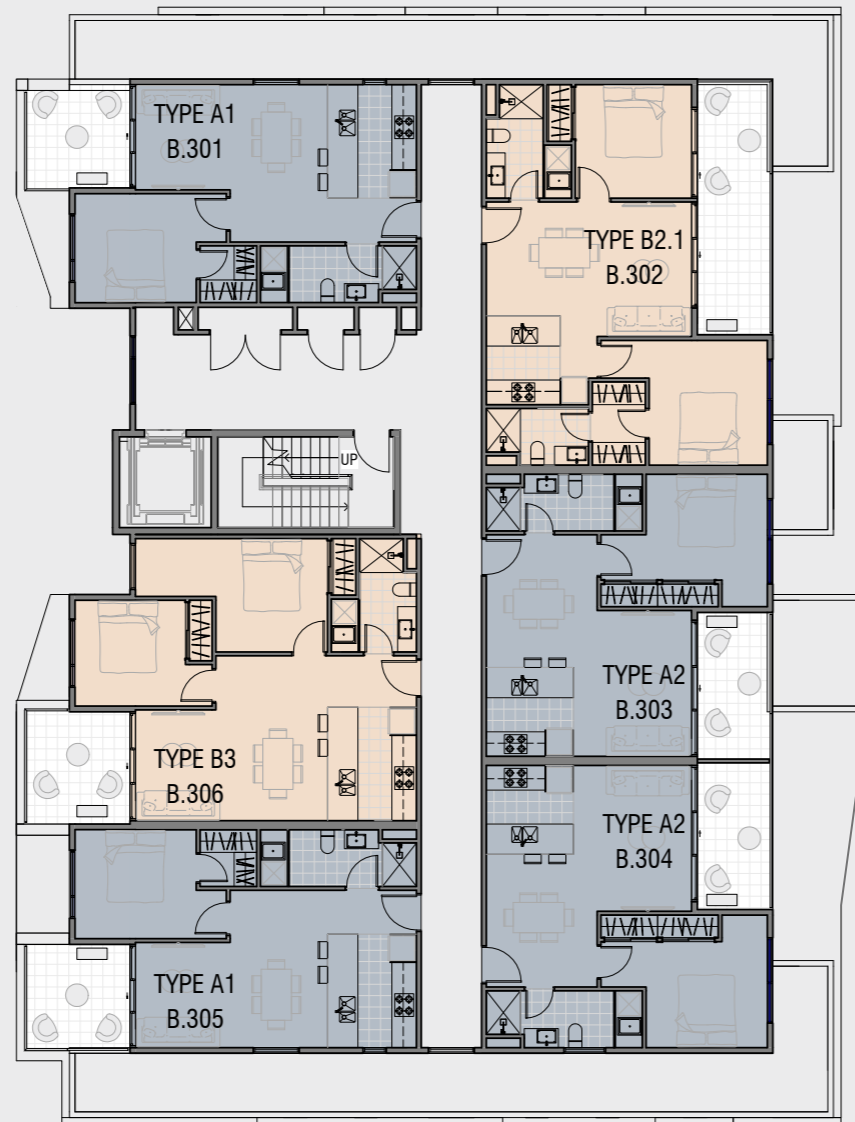 TYPE A1
B.301
TYPE B2.1
B.302
UP
TYPE A2
B.303
TYPE B3
B.306
TYPE A2
B.304
TYPE A1
B.305